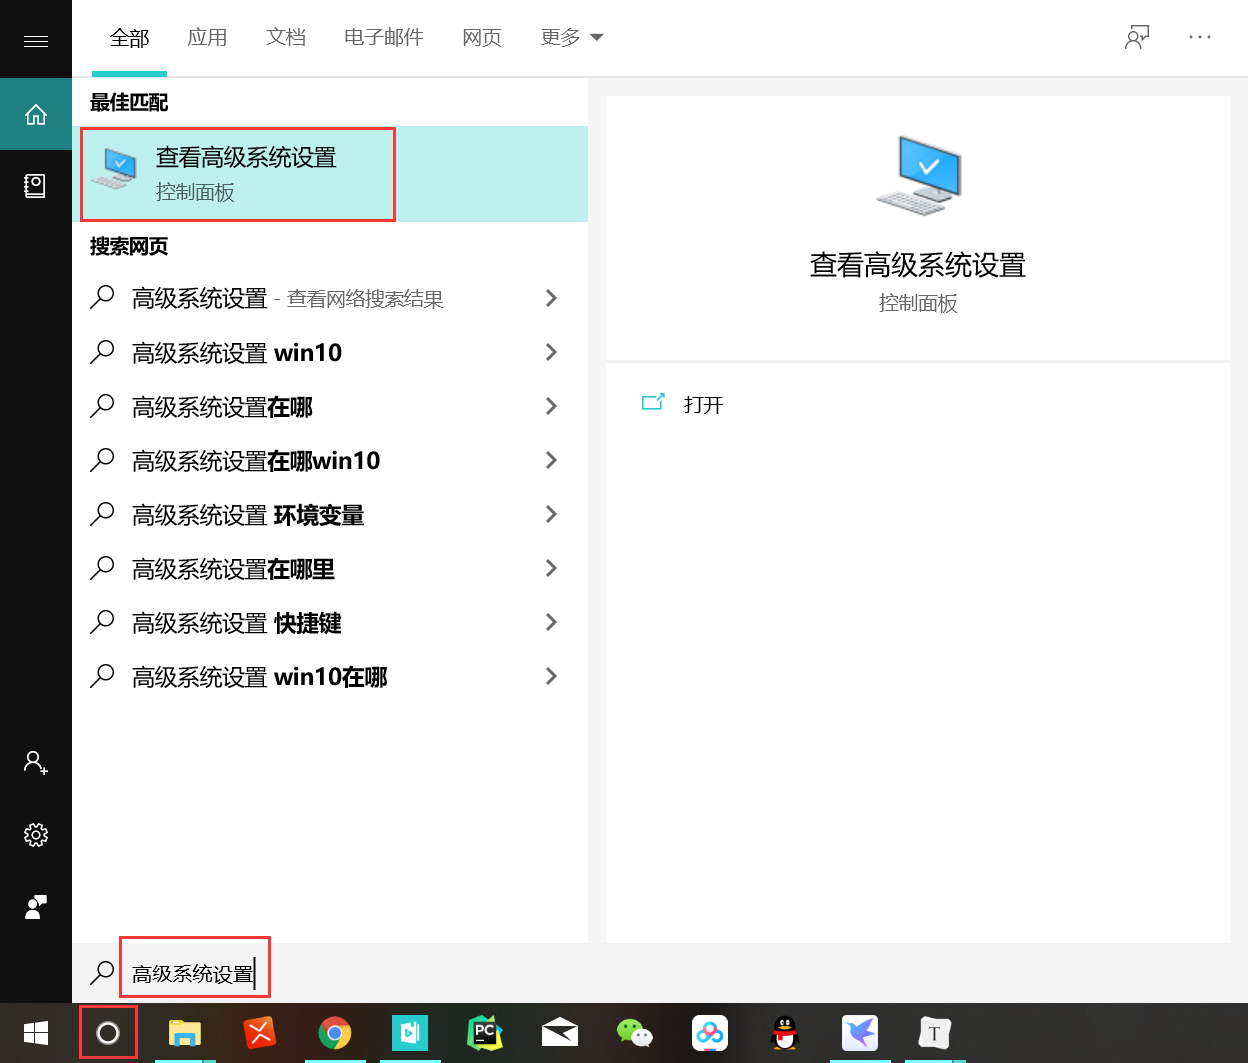 全部 应用 文档 电子邮件 网页 更多
最佳匹配
查看高级系统设置
控制面板
搜索网页
高级系统设置 - 查看网络搜索结果
高级系统设置 win10
高级系统设置在哪
高级系统设置在哪win10
高级系统设置 环境变量
高级系统设置在哪里
高级系统设置 快捷键
高级系统设置 win10在哪
查看高级系统设置
控制面板
打开
高级系统设置
PC
T